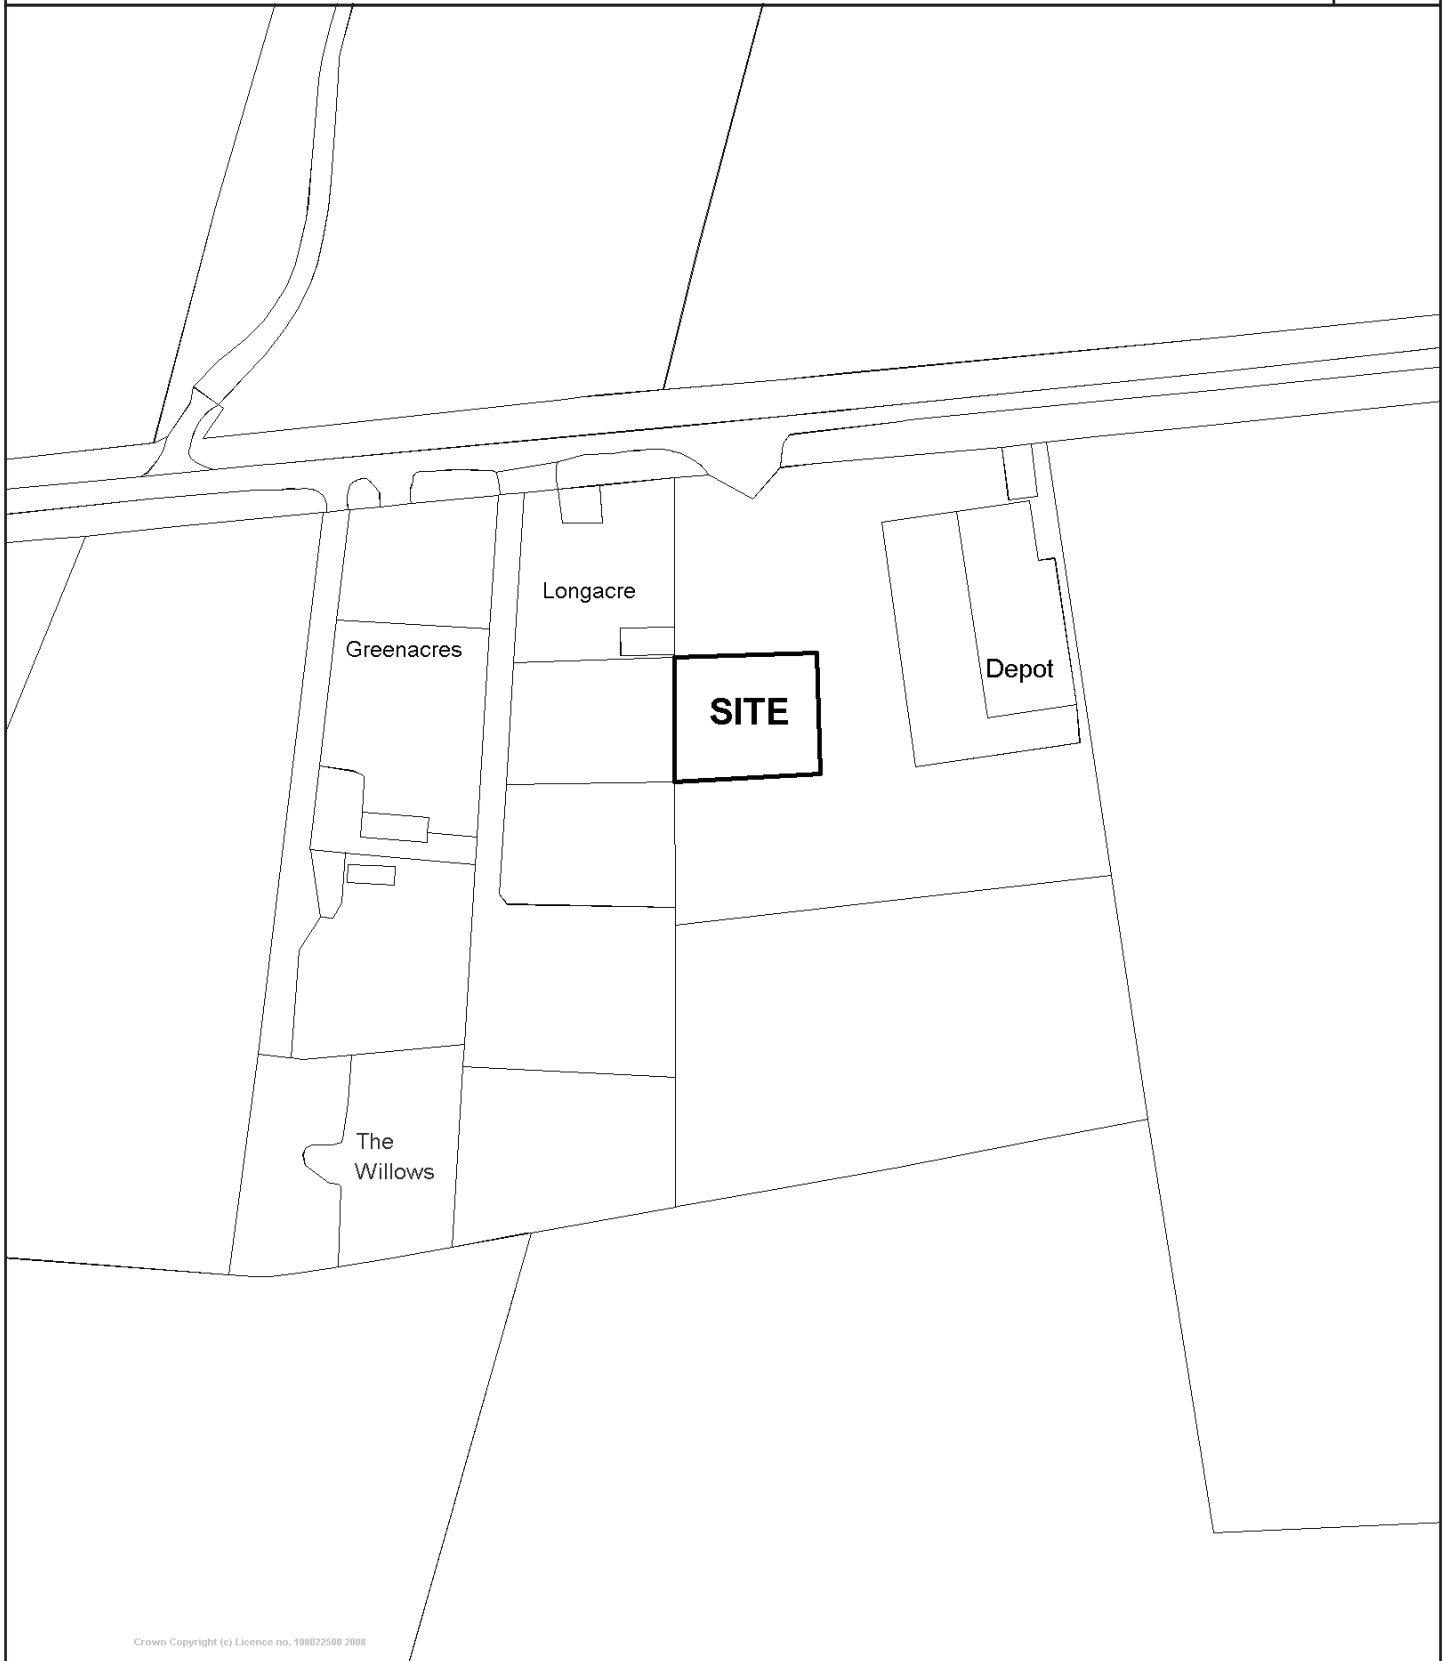 Longacre
Greenacres
Depot
SITE
The
Willows
Crown Copyright (c) Licence no. 100022500 2008